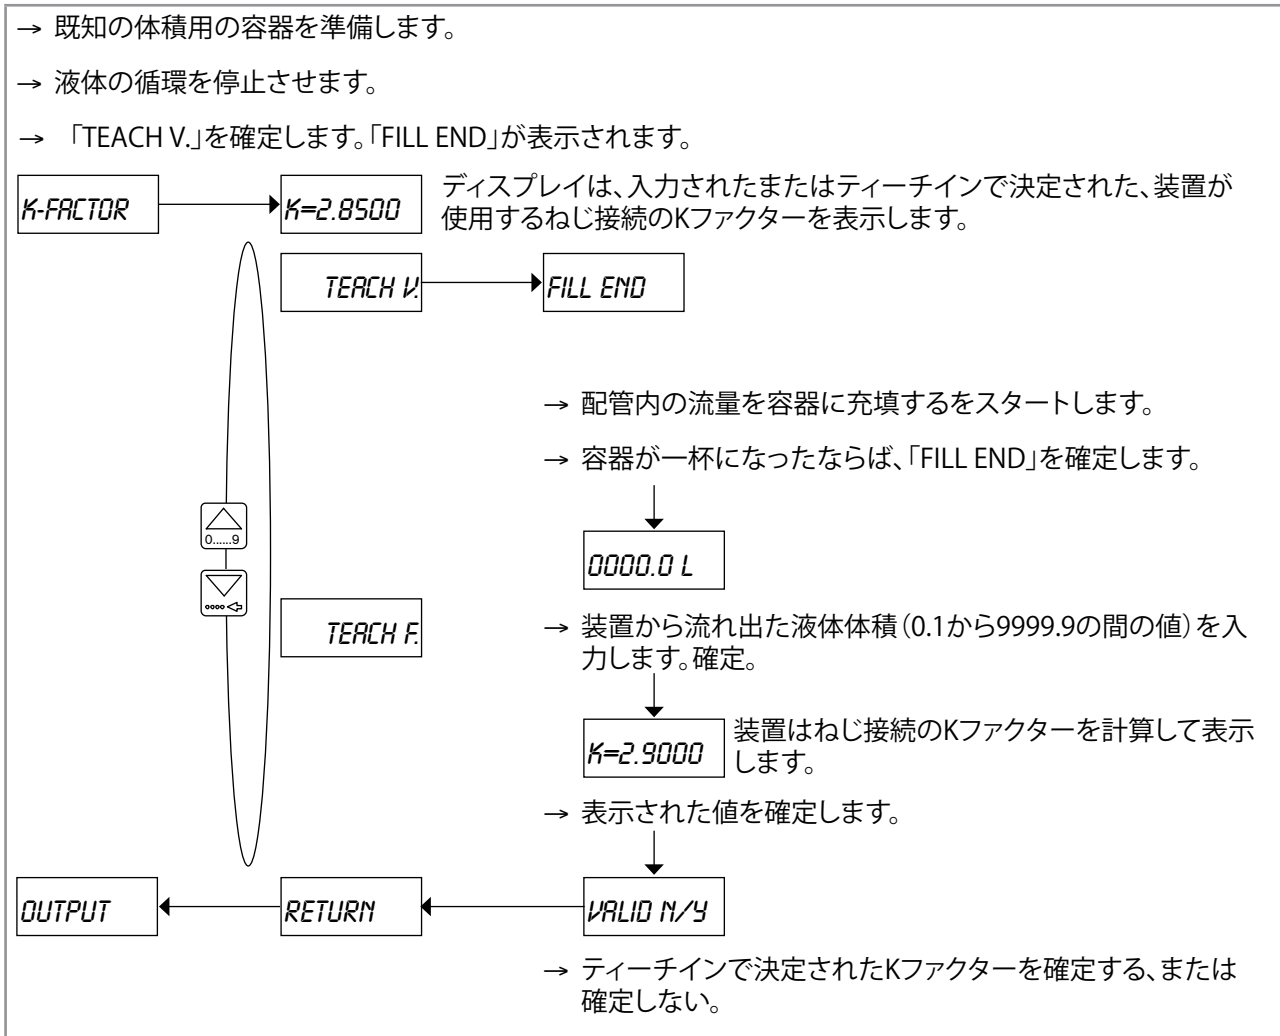 → 既知の体積用の容器を準備します。
→ 液体の循環を停止させます。
→ 「TEACH V.」を確定します。「FILL END」が表示されます。
K-FACTOR
K=2.8500
ディスプレイは、入力されたまたはティーチインで決定された、装置が
使用するねじ接続のKファクターを表示します。
TEACH V.
FILL END
→ 配管内の流量を容器に充填するをスタートします。
→ 容器が一杯になったならば、「FILL END」を確定します。
0......9
0000.0 L
TEACH F.
→ 装置から流れ出た液体体積（0.1から9999.9の間の値）を入
力します。確定。
K=2.9000
装置はねじ接続のKファクターを計算して表示
します。
→ 表示された値を確定します。
OUTPUT
RETURN
VALID N/Y
→ ティーチインで決定されたKファクターを確定する、または
確定しない。